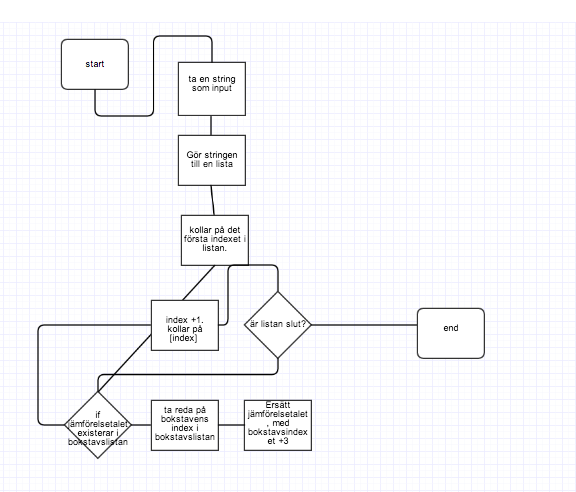 start
ta en string
som input
Gör stringen
till en lista
kollar på det
första indexet i
listan.
index +1.
kollar på
[index]
är listan slut?
end
if
jämförelsetalet
existerar i
bokstavslistan
ta reda på
bokstavens
index i
bokstavslistan
Ersätt
jämförelsetalet
, med
bokstavsindex
et +3